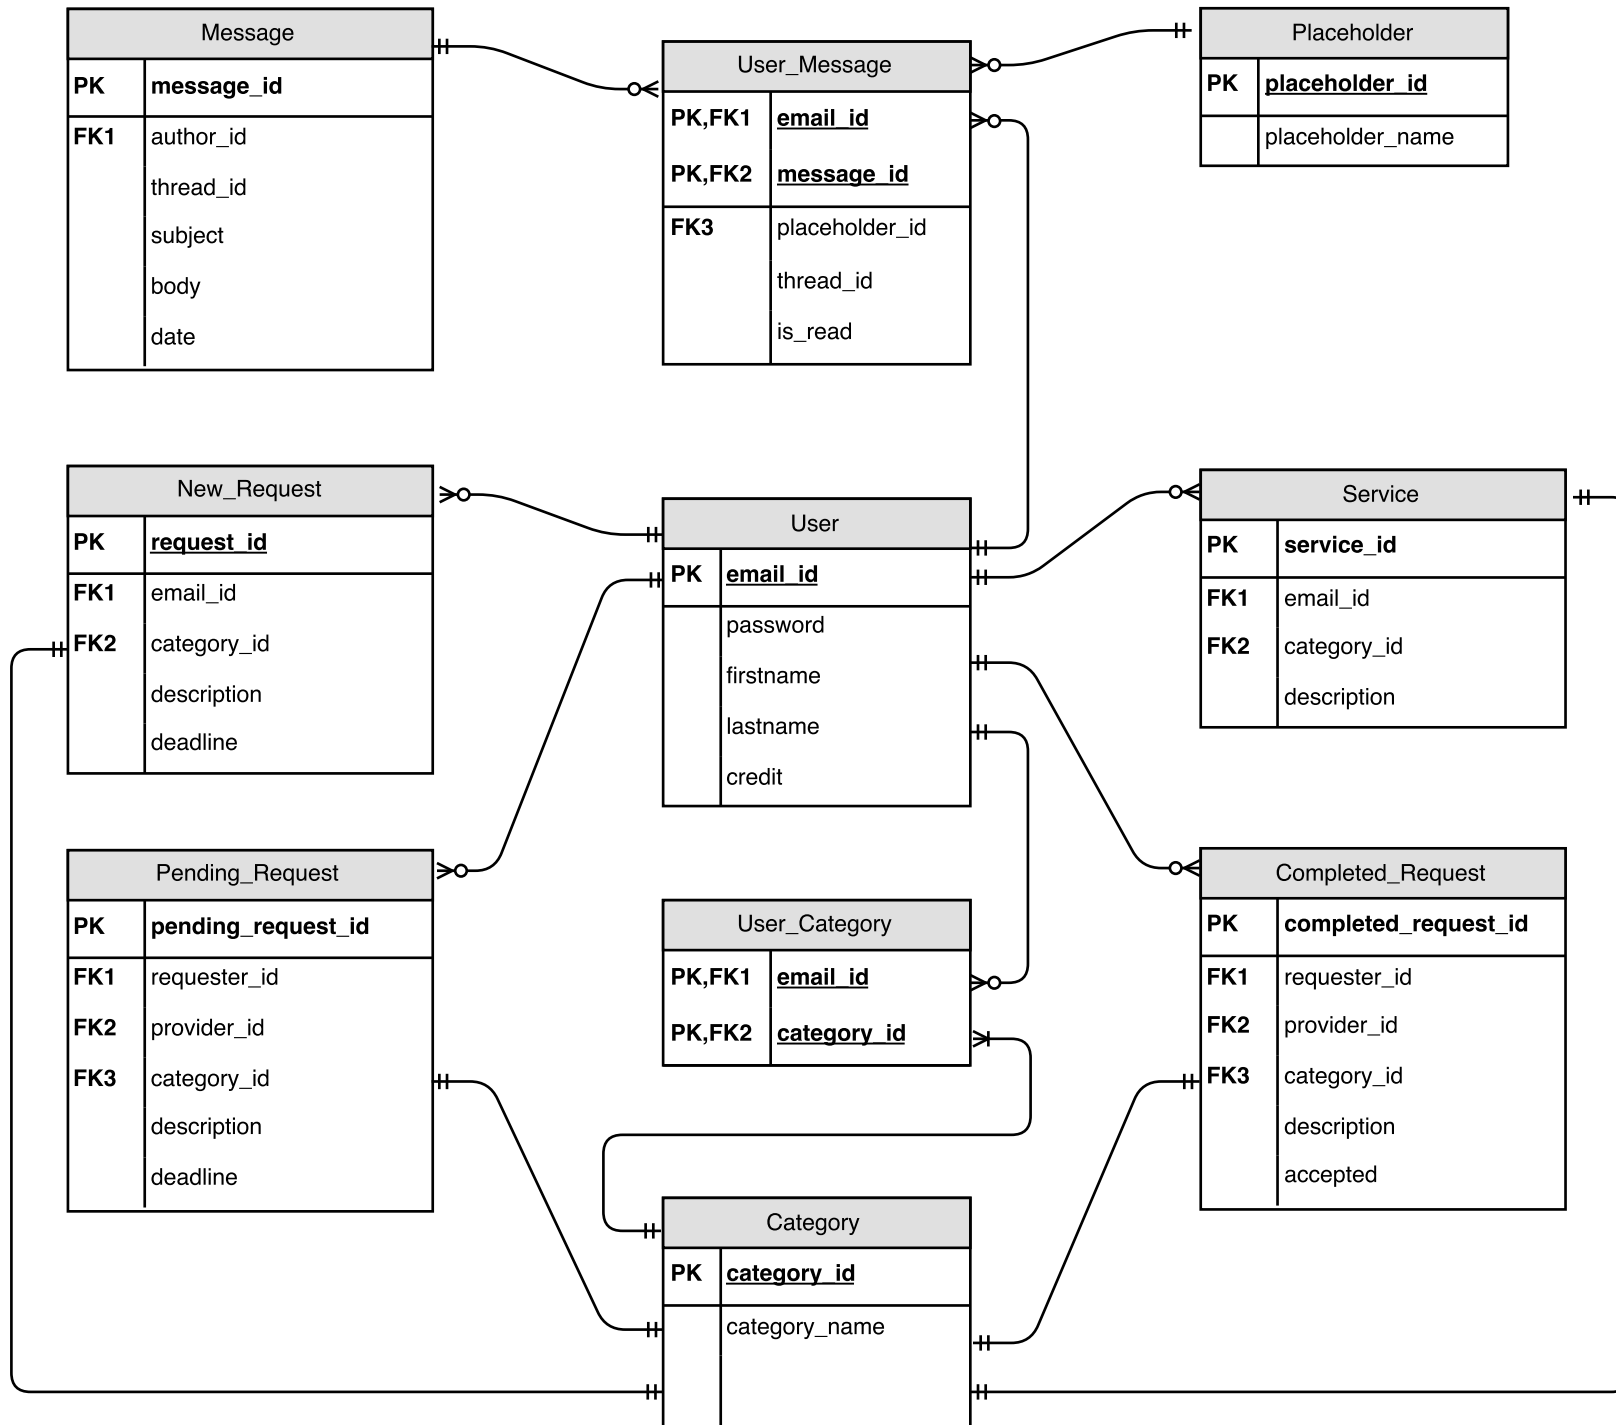 Message
PK message_id
FK1 author_id
thread_id
subject
body
date
User_Message
PK,FK1 email_id
PK,FK2 message_id
FK3 placeholder_id
thread_id
is_read
Placeholder
PK placeholder_id
placeholder_name
New_Request
PK request_id
FK1 email_id
FK2 category_id
description
deadline
User
PK email_id
password
firstname
lastname
credit
Service
PK service_id
FK1 email_id
FK2 category_id
description
Pending_Request
PK pending_request_id
FK1 requester_id
FK2 provider_id
FK3 category_id
description
deadline
User_Category
PK,FK1 email_id
PK,FK2 category_id
Completed_Request
PK completed_request_id
FK1 requester_id
FK2 provider_id
FK3 category_id
description
accepted
Category
PK category_id
category_name